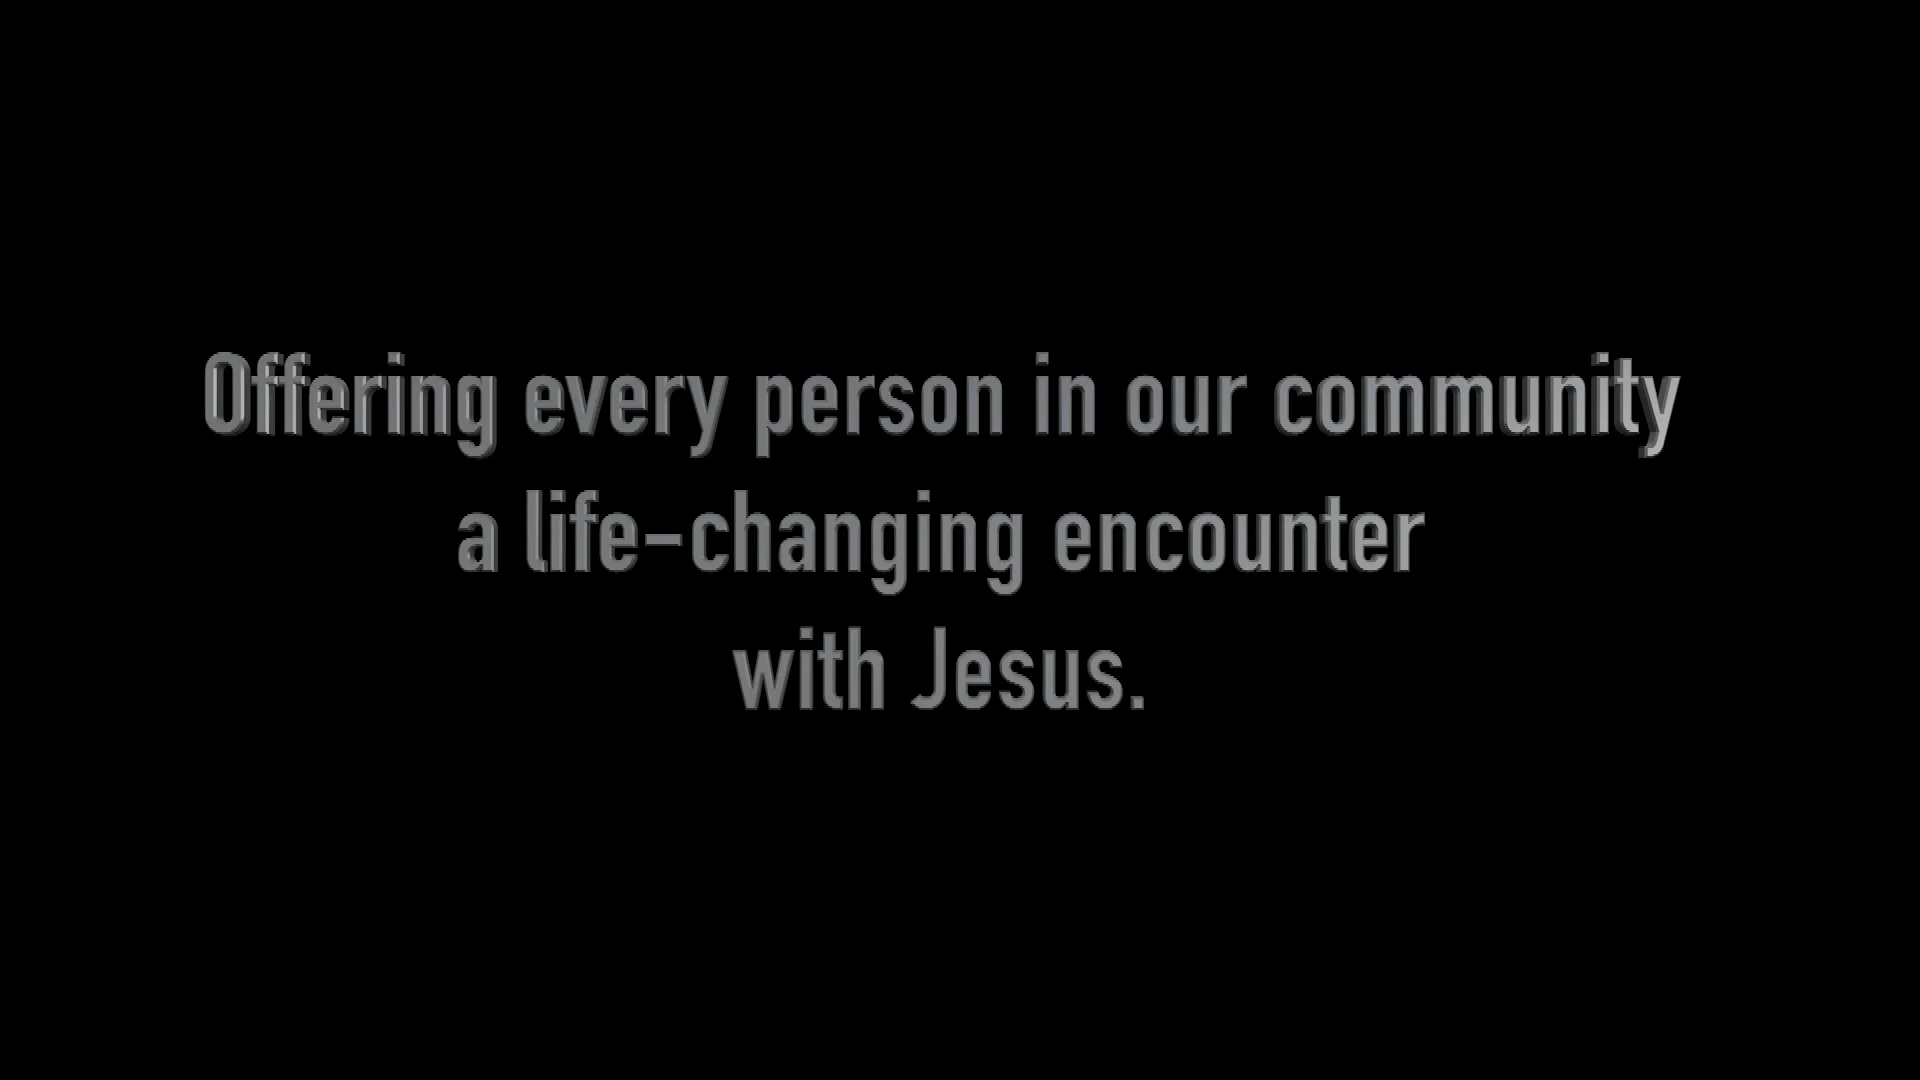 Offering every person in our community
a life-changing encounter
with Jesus.